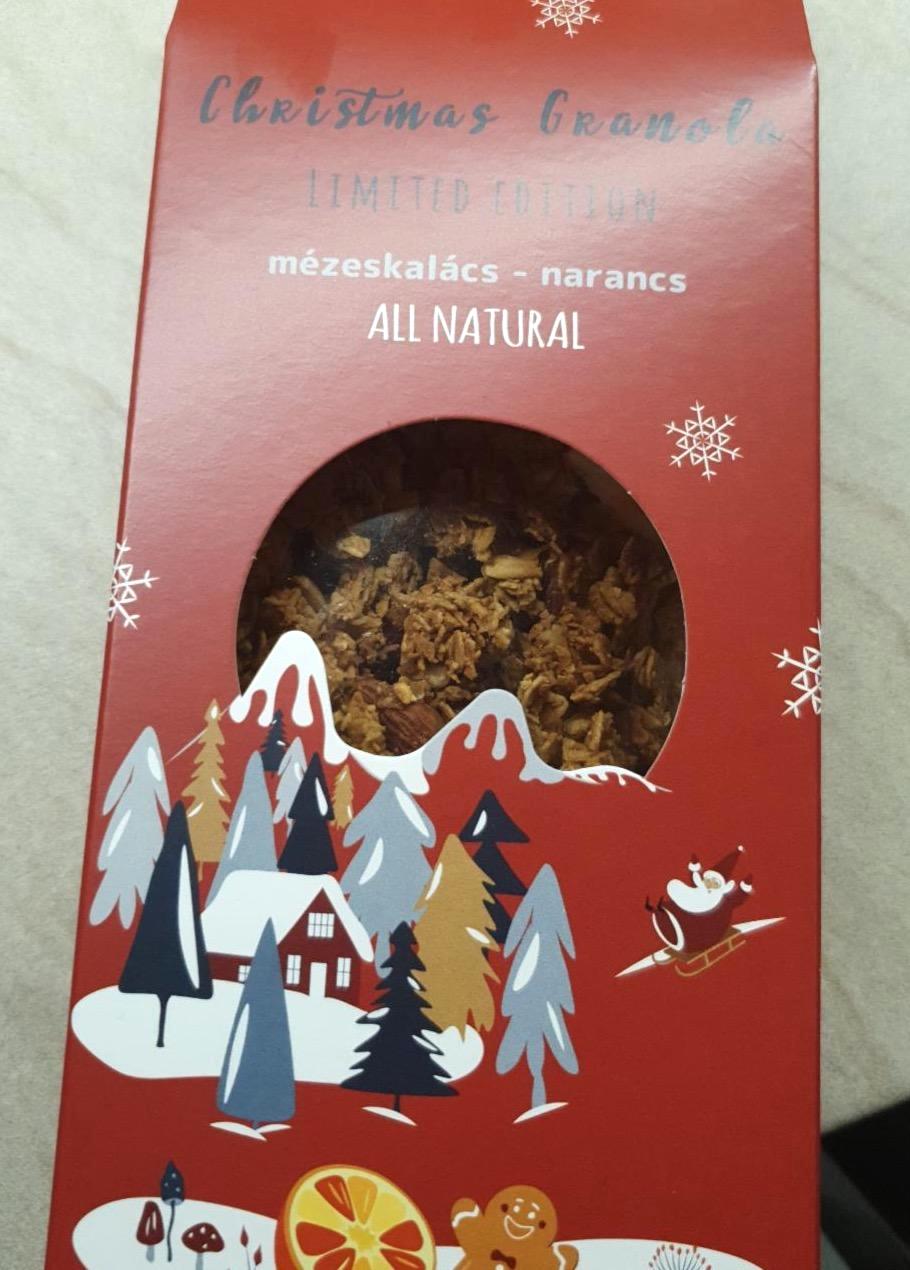 Christmas Granola
LIMITED EDITION
mézeskalács - narancs
ALL NATURAL